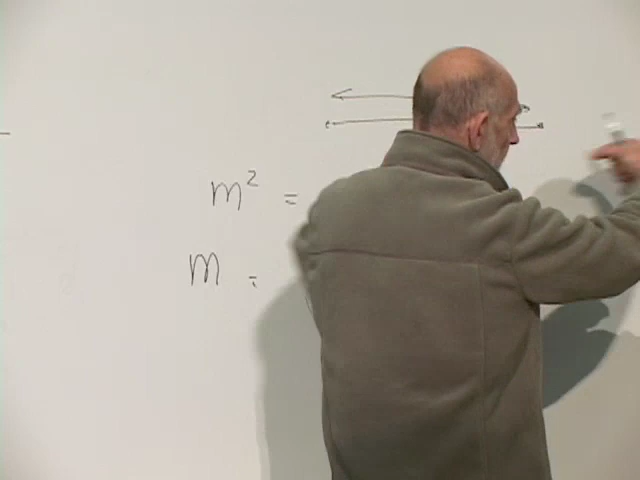 m² =
m =